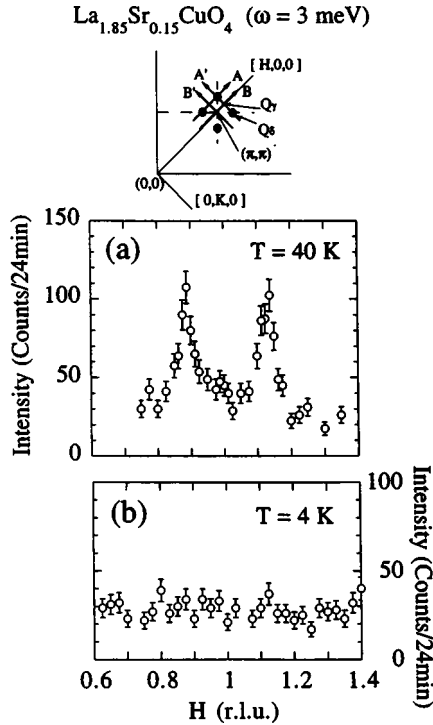 La1.85Sr0.15CuO4 (ω = 3 meV)
[ H,0,0 ]
A' A
B' B
Qγ
Qδ
(π,π)
(0,0)
[ 0,K,0 ]
150
(a) T = 40 K
100
50
0
Intensity (Counts/24min)
100
(b) T = 4 K
50
0
Intensity (Counts/24min)
0.6 0.8 1 1.2 1.4
H (r.l.u.)